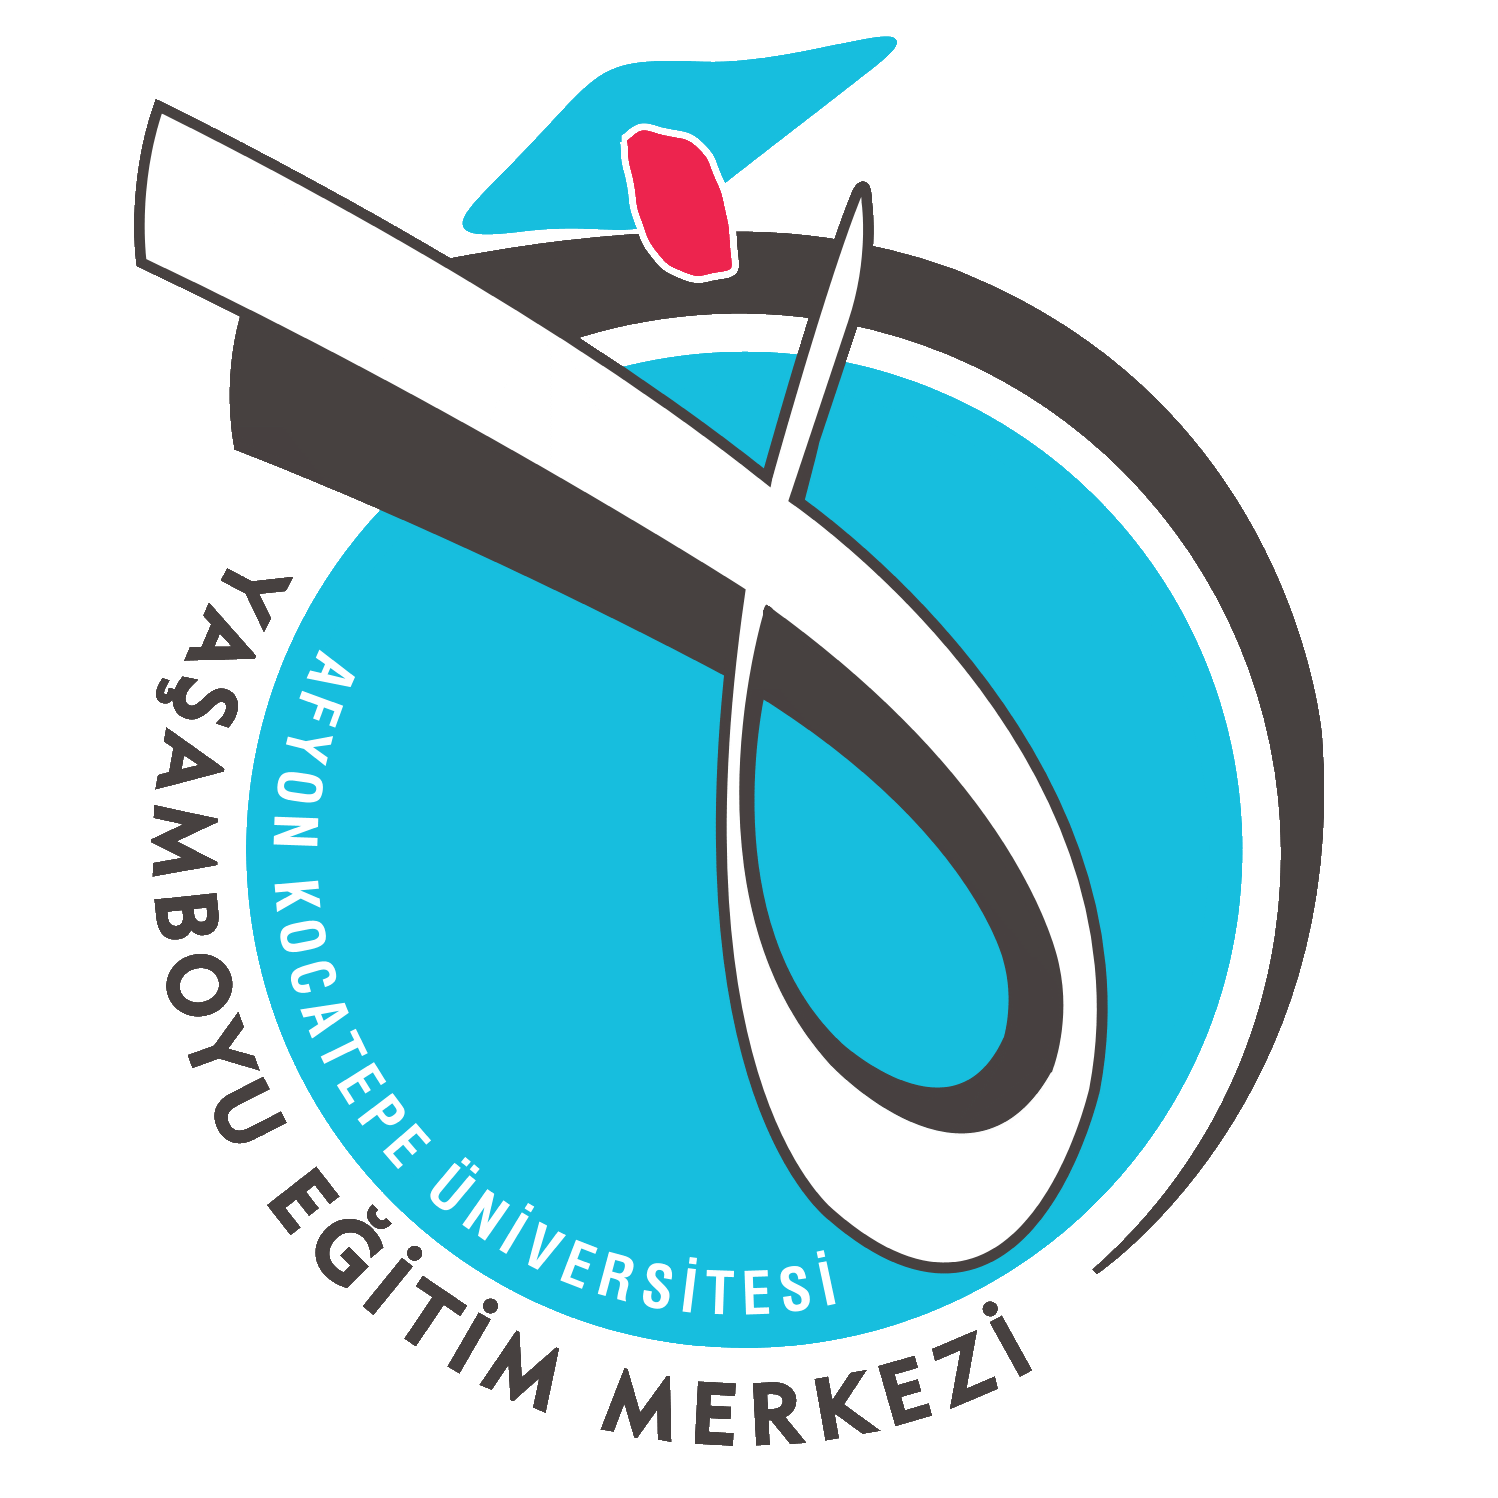 YAŞAMBOYU EĞİTİM MERKEZİ
AFYON KOCATEPE ÜNİVERSİTESİ